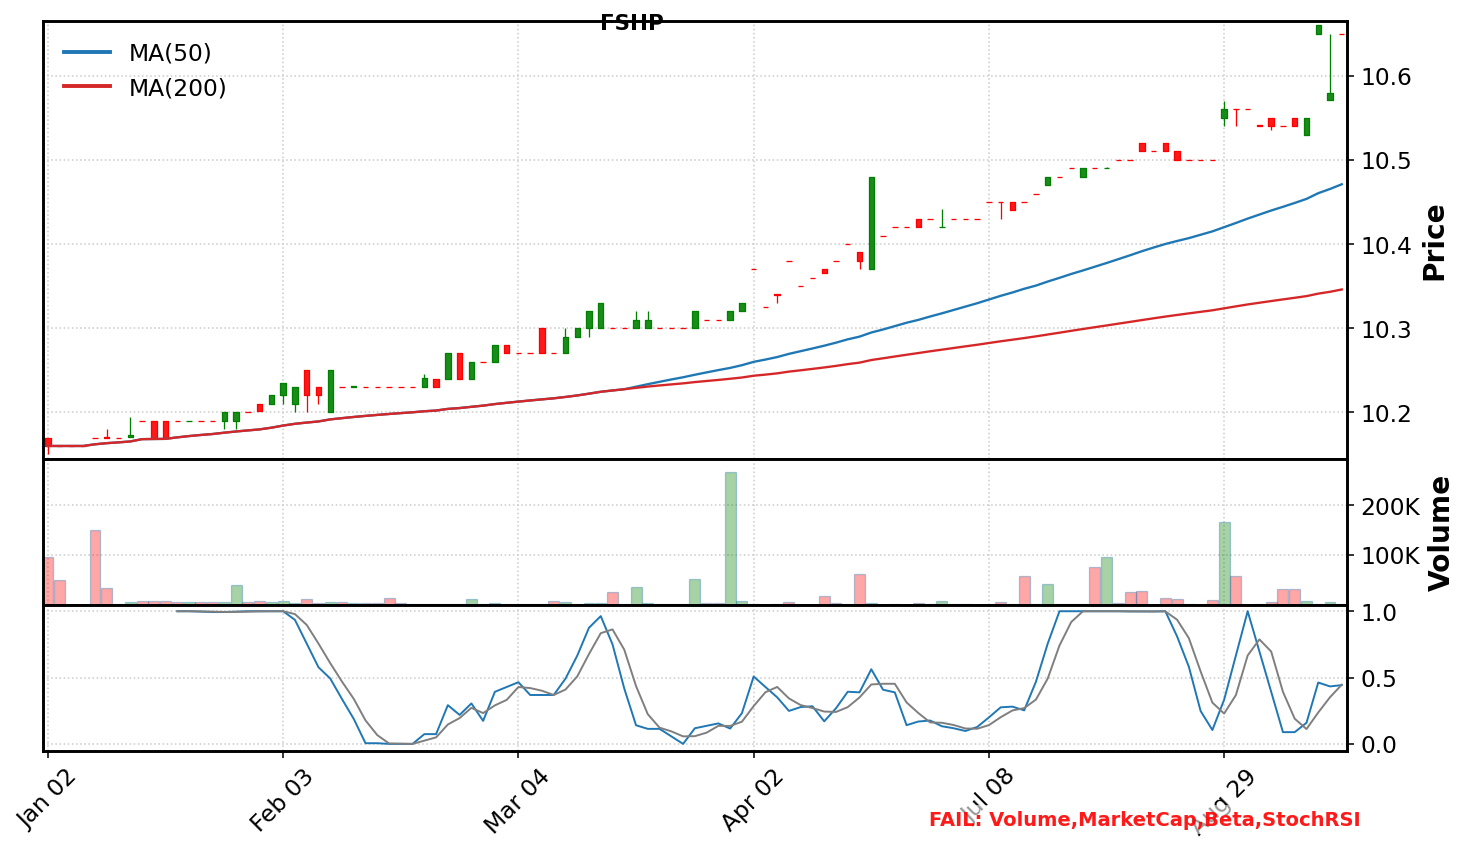 FSHP
MA(50)
MA(200)
10.6
10.5
10.4
10.3
10.2
Price
200K
100K
Volume
1.0
0.5
0.0
Jan 02
Feb 03
Mar 04
Apr 02
Jul 08
Aug 29
FAIL: Volume,MarketCap,Beta,StochRSI